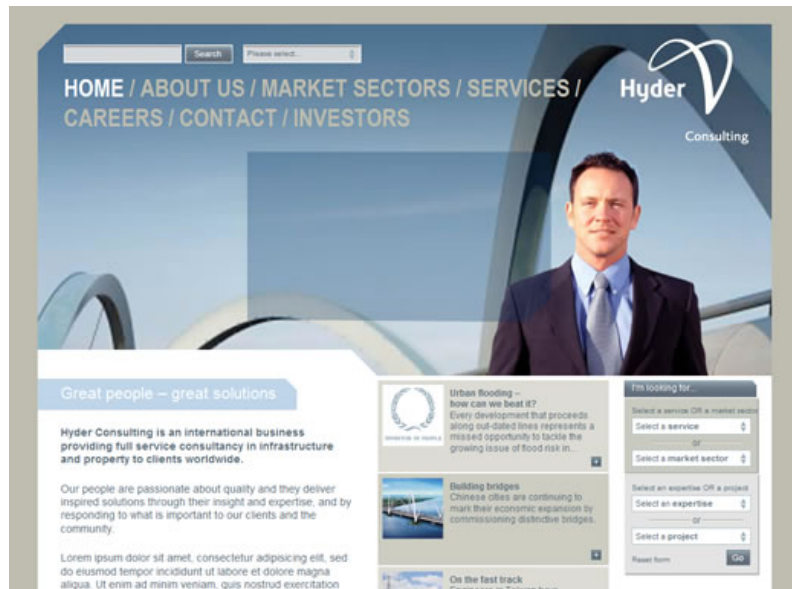 Search
Please select...
HOME / ABOUT US / MARKET SECTORS / SERVICES /
CAREERS / CONTACT / INVESTORS
Hyder
Consulting
Great people – great solutions
Hyder Consulting is an international business
providing full service consultancy in infrastructure
and property to clients worldwide.
Our people are passionate about quality and they deliver
inspired solutions through their insight and expertise, and by
responding to what is important to our clients and the
community.
Lorem ipsum dolor sit amet, consectetur adipisicing elit, sed
do eiusmod tempor incididunt ut labore et dolore magna
aliqua. Ut enim ad minim veniam, quis nostrud exercitation
INVESTOR IN PEOPLE
Urban flooding –
how can we beat it?
Every development that proceeds
along out-dated lines represents a
missed opportunity to tackle the
growing issue of flood risk in...
Building bridges
Chinese cities are continuing to
mark their economic expansion by
commissioning distinctive bridges.
On the fast track
Engineers in Taiwan have
I'm looking for...
Select a service OR a market sector
Select a service
or
Select a market sector
Select an expertise OR a project
Select an expertise
or
Select a project
Reset form
Go